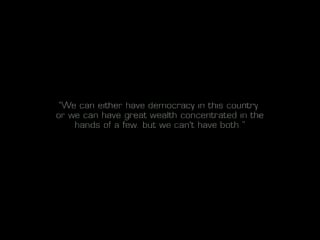 "We can either have democracy in this country
or we can have great wealth concentrated in the
hands of a few. but we can't have both."